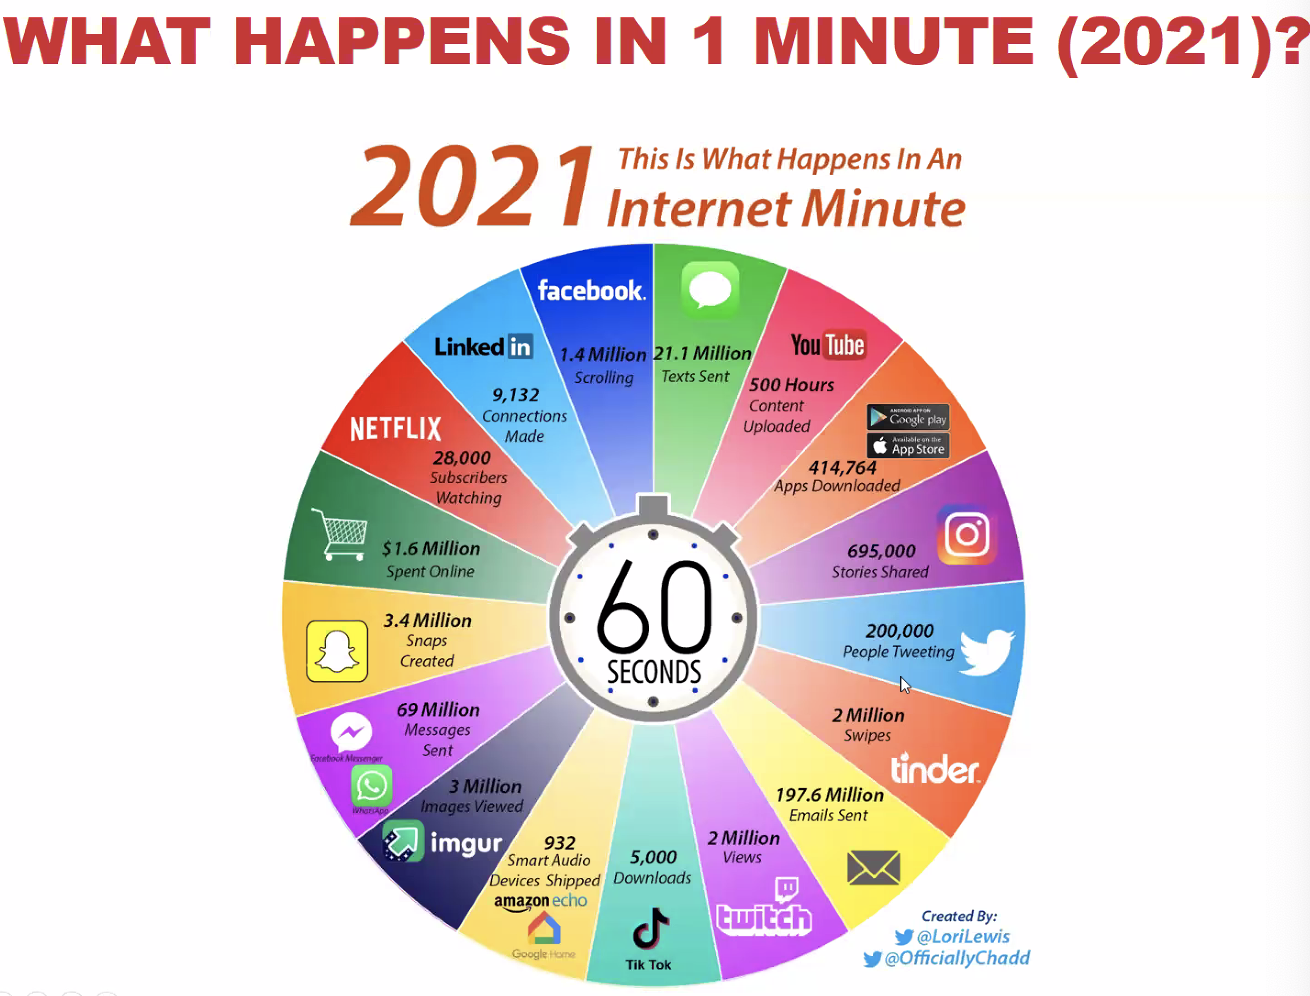 WHAT HAPPENS IN 1 MINUTE (2021)?
2021
This Is What Happens In An
Internet Minute
facebook.
1.4 Million
Scrolling
21.1 Million
Texts Sent
You Tube
500 Hours
Content
Uploaded
ANDROID APP ON
Google play
Available on the
App Store
414,764
Apps Downloaded
695,000
Stories Shared
200,000
People Tweeting
2 Million
Swipes
tinder
197.6 Million
Emails Sent
2 Million
Views
twitch
5,000
Downloads
Tik Tok
932
Smart Audio
Devices Shipped
amazon echo
Google Home
3 Million
Images Viewed
imgur
69 Million
Messages
Sent
Facebook Messenger
WhatsApp
3.4 Million
Snaps
Created
$1.6 Million
Spent Online
NETFLIX
28,000
Subscribers
Watching
Linked in
9,132
Connections
Made
60
SECONDS
Created By:
@LoriLewis
@OfficiallyChadd